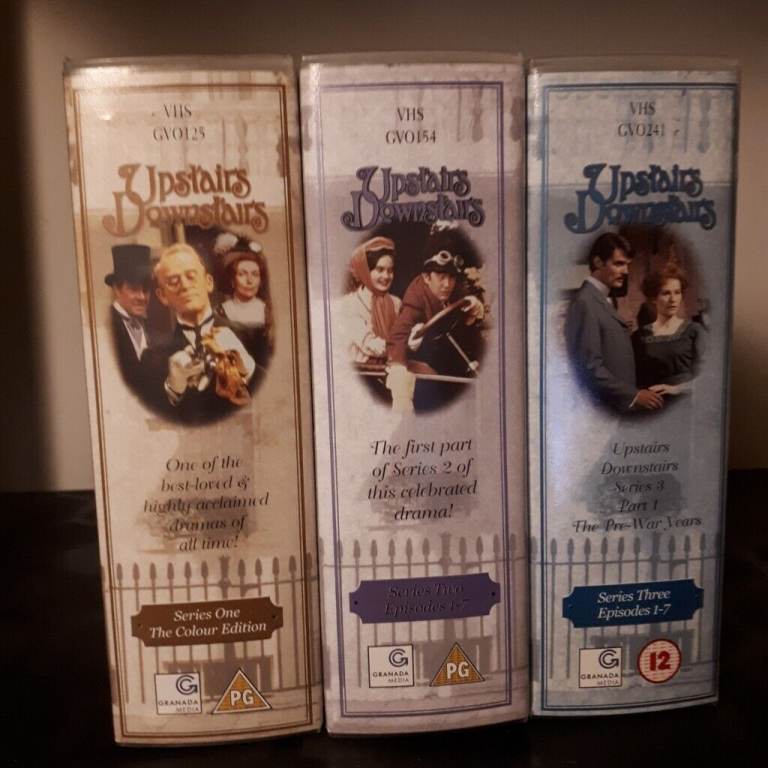 VHS
GVO125
Upstairs
Downstairs
One of the
best-loved &
highly acclaimed
dramas of
all time!
Series One
The Colour Edition
G
GRANADA
MEDIA
PG
VHS
GVO154
Upstairs
Downstairs
The first part
of Series 2 of
this celebrated
drama!
Series Two
Episodes 1-7
G
GRANADA
MEDIA
PG
VHS
GVO241
Upstairs
Downstairs
Upstairs
Downstairs
Series 3
Part 1
The Pre-War Years
Series Three
Episodes 1-7
G
GRANADA
MEDIA
12